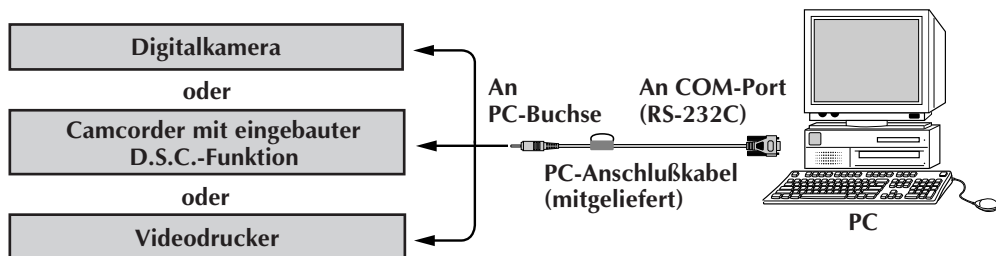 Digitalkamera
oder
Camcorder mit eingebauter
D.S.C.-Funktion
oder
Videodrucker
An
PC-Buchse
An COM-Port
(RS-232C)
PC-Anschlußkabel
(mitgeliefert)
PC